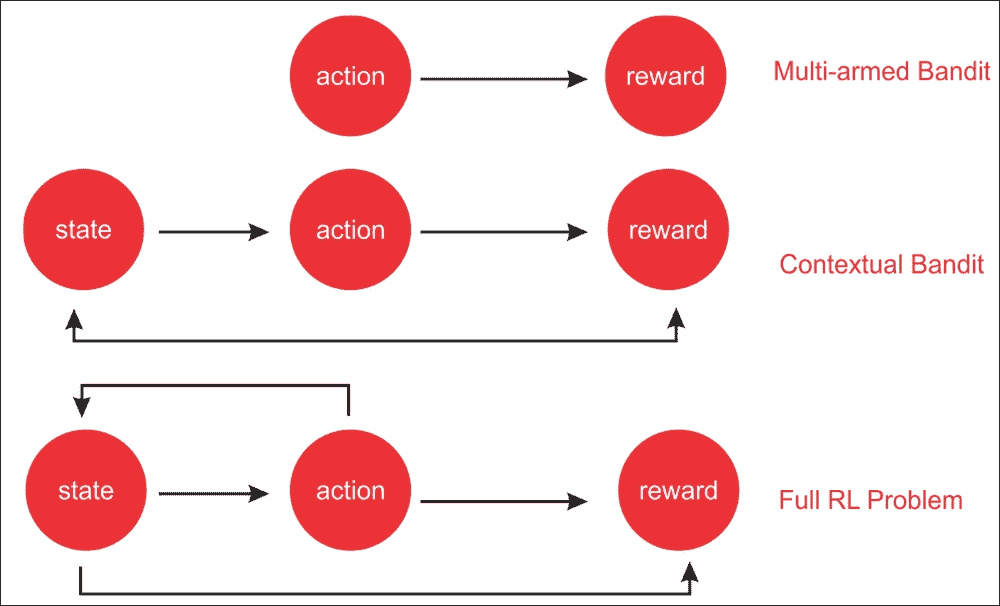 action
reward
Multi-armed Bandit
state
action
reward
Contextual Bandit
state
action
reward
Full RL Problem